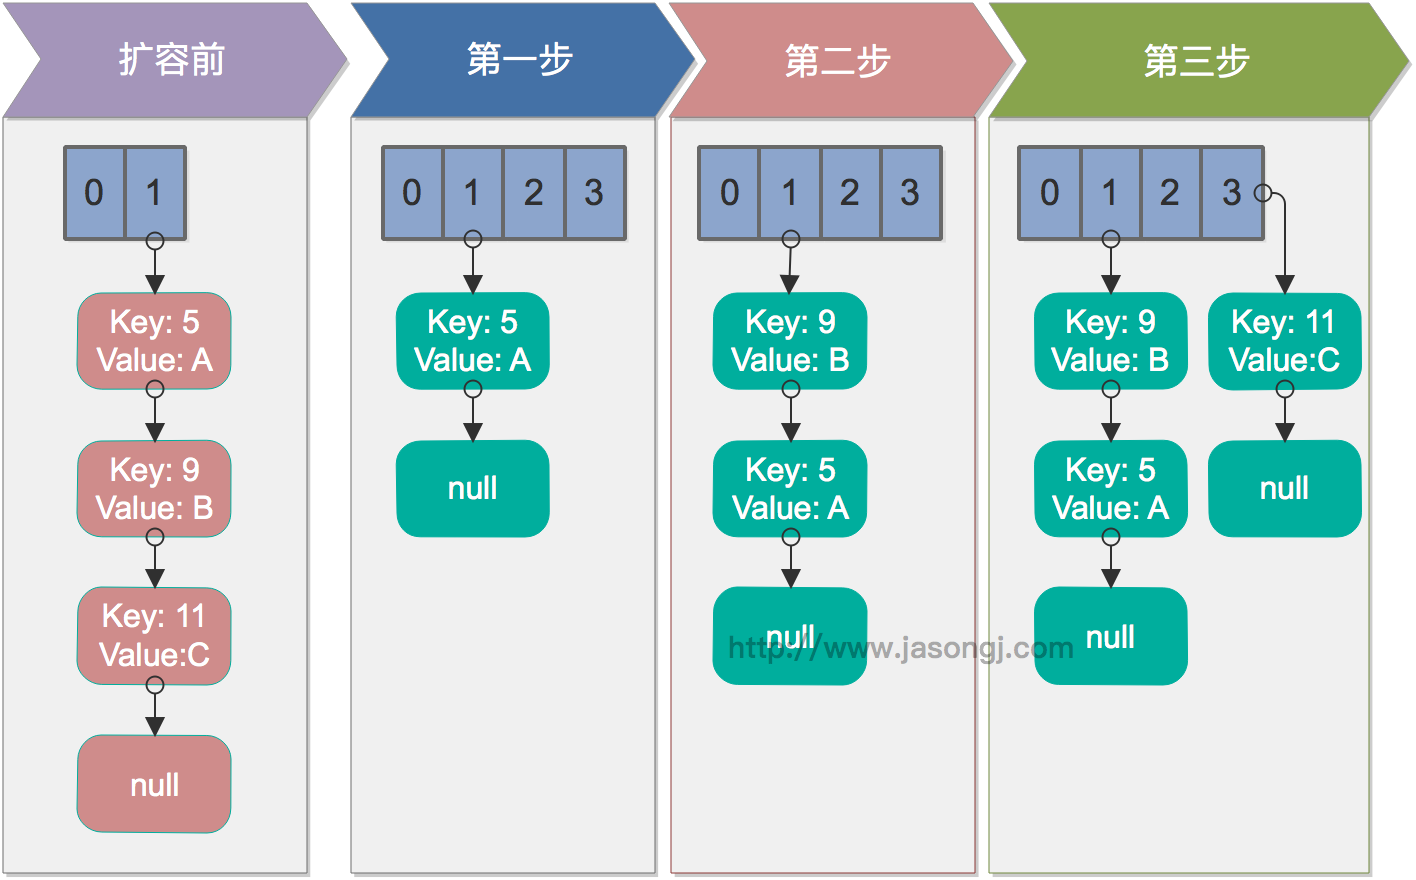 扩容前
0 1
Key: 5
Value: A
Key: 9
Value: B
Key: 11
Value:C
null
第一步
0 1 2 3
Key: 5
Value: A
null
第二步
0 1 2 3
Key: 9
Value: B
Key: 5
Value: A
null
第三步
0 1 2 3
Key: 9
Value: B
Key: 5
Value: A
null
Key: 11
Value:C
null
http://www.jasongj.com